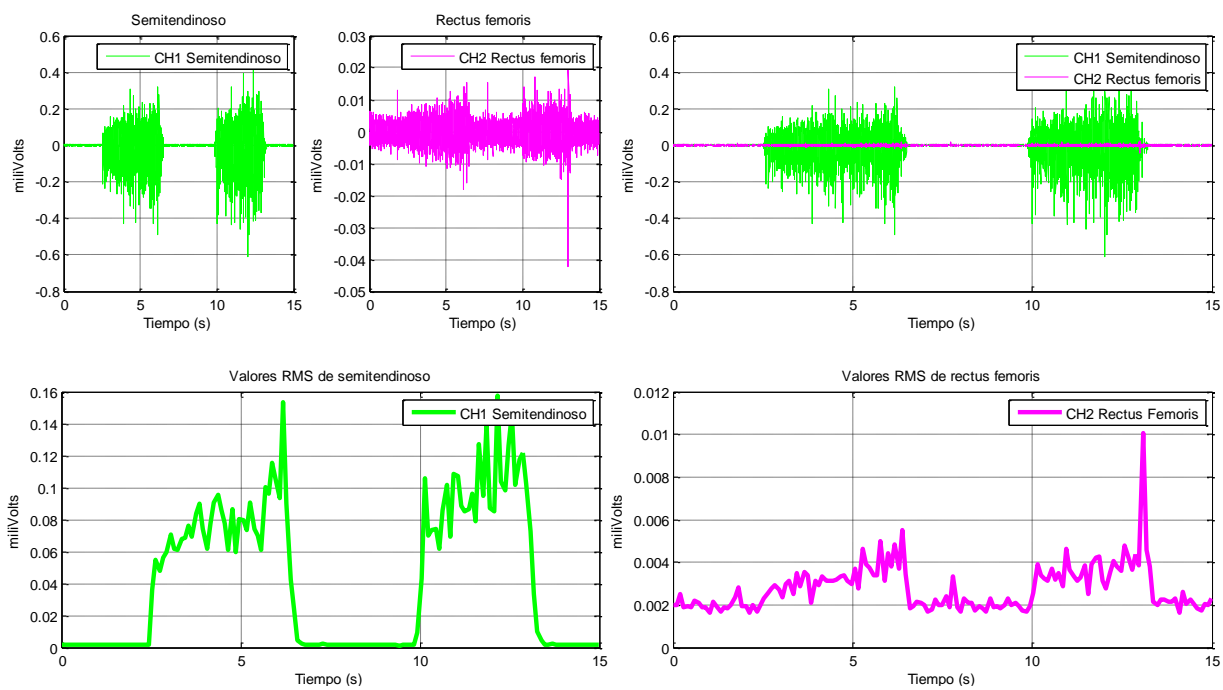 Semitendinoso
0.6
0.4
0.2
0
-0.2
-0.4
-0.6
-0.8
miliVolts
CH1 Semitendinoso
0 5 10 15
Tiempo (s)
Rectus femoris
0.03
0.02
0.01
0
-0.01
-0.02
-0.03
-0.04
-0.05
miliVolts
CH2 Rectus femoris
0 5 10 15
Tiempo (s)
0.6
0.4
0.2
0
-0.2
-0.4
-0.6
-0.8
miliVolts
CH1 Semitendinoso
CH2 Rectus femoris
0 5 10 15
Tiempo (s)
Valores RMS de semitendinoso
0.16
0.14
0.12
0.1
0.08
0.06
0.04
0.02
0
miliVolts
CH1 Semitendinoso
0 5 10 15
Tiempo (s)
Valores RMS de rectus femoris
0.012
0.01
0.008
0.006
0.004
0.002
0
miliVolts
CH2 Rectus Femoris
0 5 10 15
Tiempo (s)